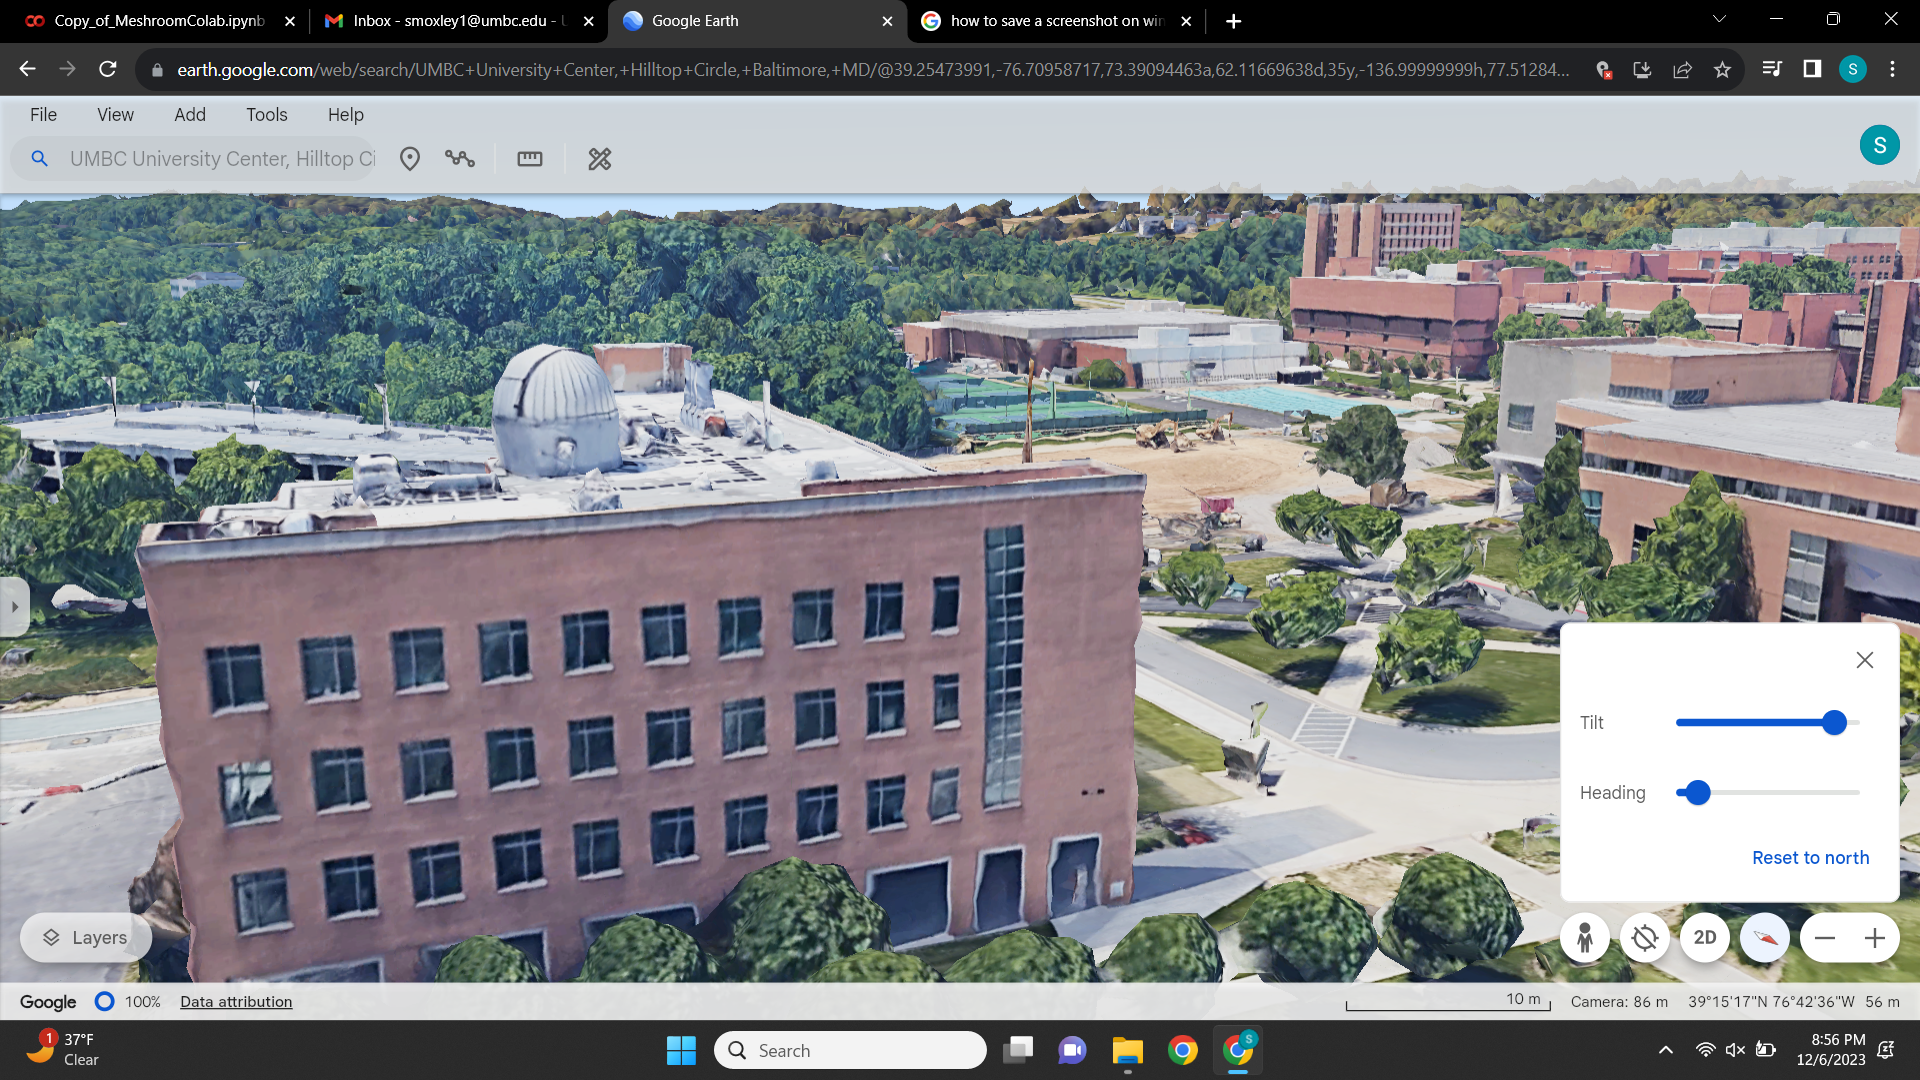 Copy_of_MeshroomColab.ipynb
Inbox - smoxley1@umbc.edu - U
Google Earth
how to save a screenshot on win
earth.google.com/web/search/UMBC+University+Center,+Hilltop+Circle,+Baltimore,+MD/@39.25473991,-76.70958717,73.39094463a,62.11669638d,35y,-136.99999999h,77.51284...
S
File View Add Tools Help
UMBC University Center, Hilltop Ci
S
Tilt
Heading
Reset to north
Layers
2D
Google 100% Data attribution
10 m
Camera: 86 m 39°15'17"N 76°42'36"W 56 m
1
37°F
Clear
Search
S
8:56 PM
12/6/2023